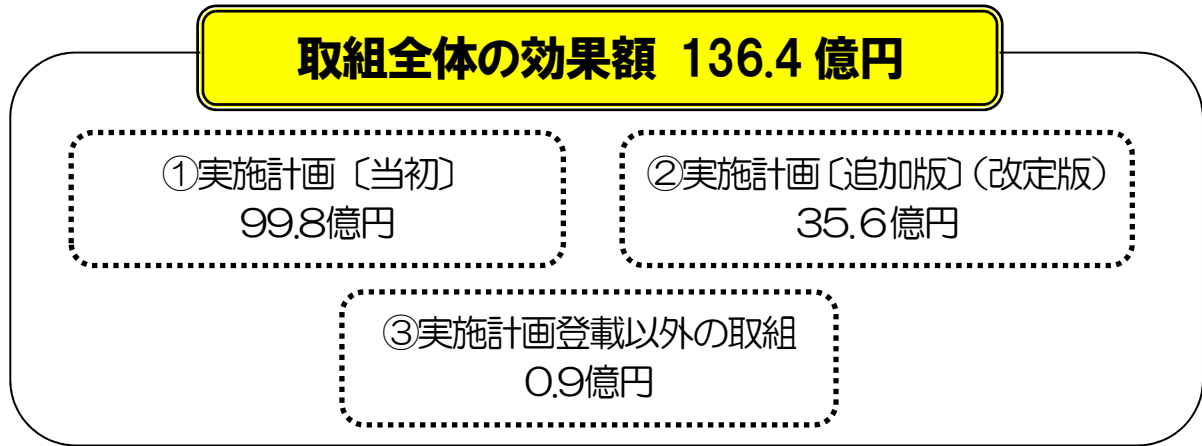 取組全体の効果額 136.4 億円
①実施計画〔当初〕
99.8億円
②実施計画〔追加版〕（改定版）
35.6億円
③実施計画登載以外の取組
0.9億円